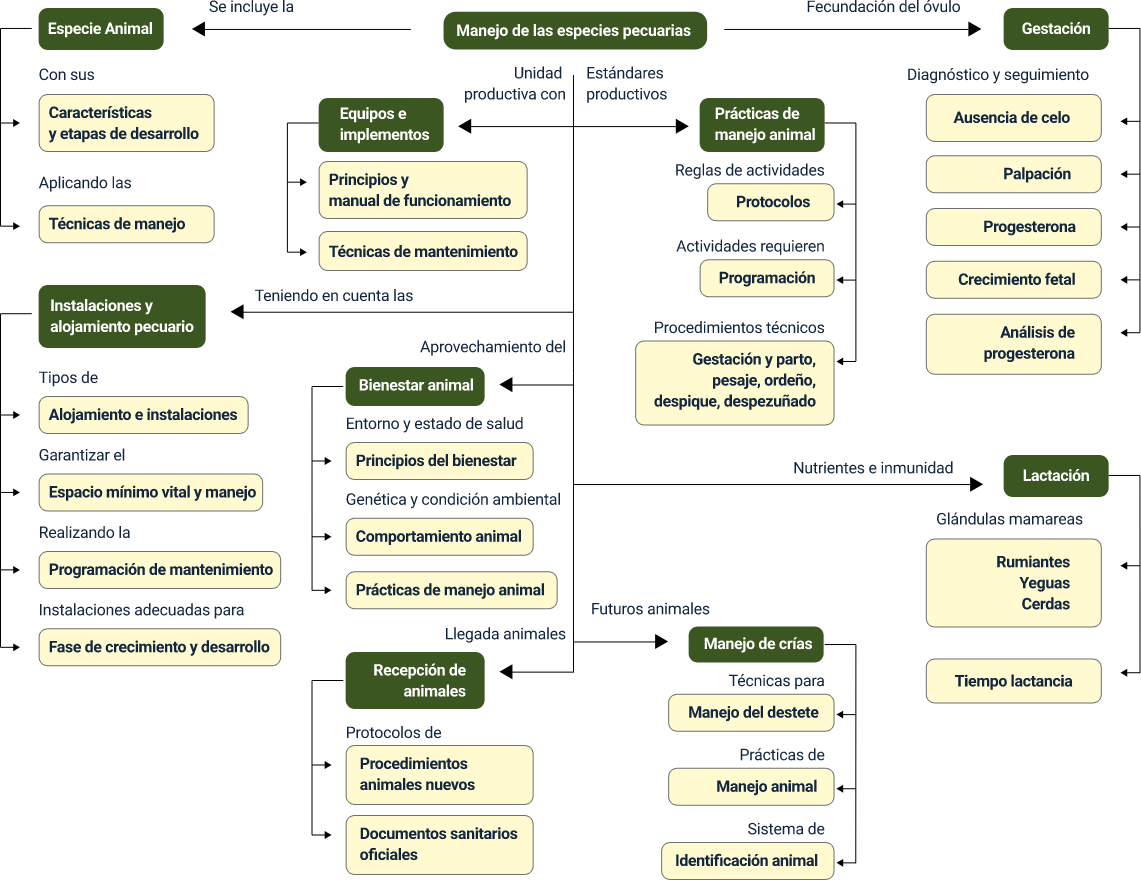 Se incluye la
Fecundación del óvulo
Especie Animal
Manejo de las especies pecuarias
Gestación
Con sus
Características
y etapas de desarrollo
Aplicando las
Técnicas de manejo
Unidad
productiva con
Estándares
productivos
Equipos e
implementos
Principios y
manual de funcionamiento
Técnicas de mantenimiento
Prácticas de
manejo animal
Reglas de actividades
Protocolos
Actividades requieren
Programación
Procedimientos técnicos
Gestación y parto,
pesaje, ordeño,
despique, despezuñado
Diagnóstico y seguimiento
Ausencia de celo
Palpación
Progesterona
Crecimiento fetal
Análisis de
progesterona
Teniendo en cuenta las
Instalaciones y
alojamiento pecuario
Tipos de
Alojamiento e instalaciones
Garantizar el
Espacio mínimo vital y manejo
Realizando la
Programación de mantenimiento
Instalaciones adecuadas para
Fase de crecimiento y desarrollo
Aprovechamiento del
Bienestar animal
Entorno y estado de salud
Principios del bienestar
Genética y condición ambiental
Comportamiento animal
Prácticas de manejo animal
Nutrientes e inmunidad
Lactación
Glándulas mamareas
Rumiantes
Yeguas
Cerdas
Tiempo lactancia
Llegada animales
Recepción de
animales
Protocolos de
Procedimientos
animales nuevos
Documentos sanitarios
oficiales
Futuros animales
Manejo de crías
Técnicas para
Manejo del destete
Prácticas de
Manejo animal
Sistema de
Identificación animal